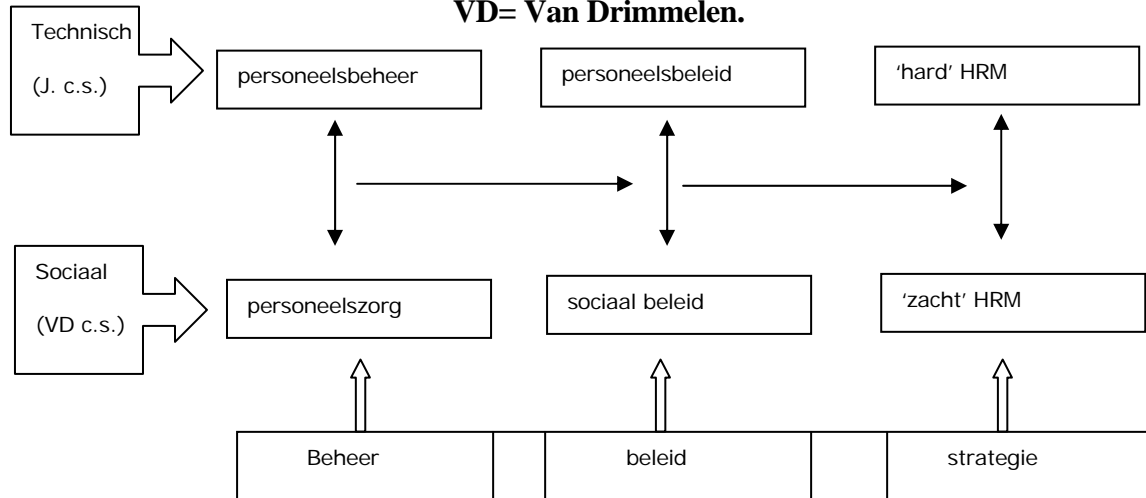 VD= Van Drimmelen.
Technisch
(J. c.s.)
personeelsbeheer
personeelsbeleid
‘hard’ HRM
Sociaal
(VD c.s.)
personeelszorg
sociaal beleid
‘zacht’ HRM
Beheer
beleid
strategie